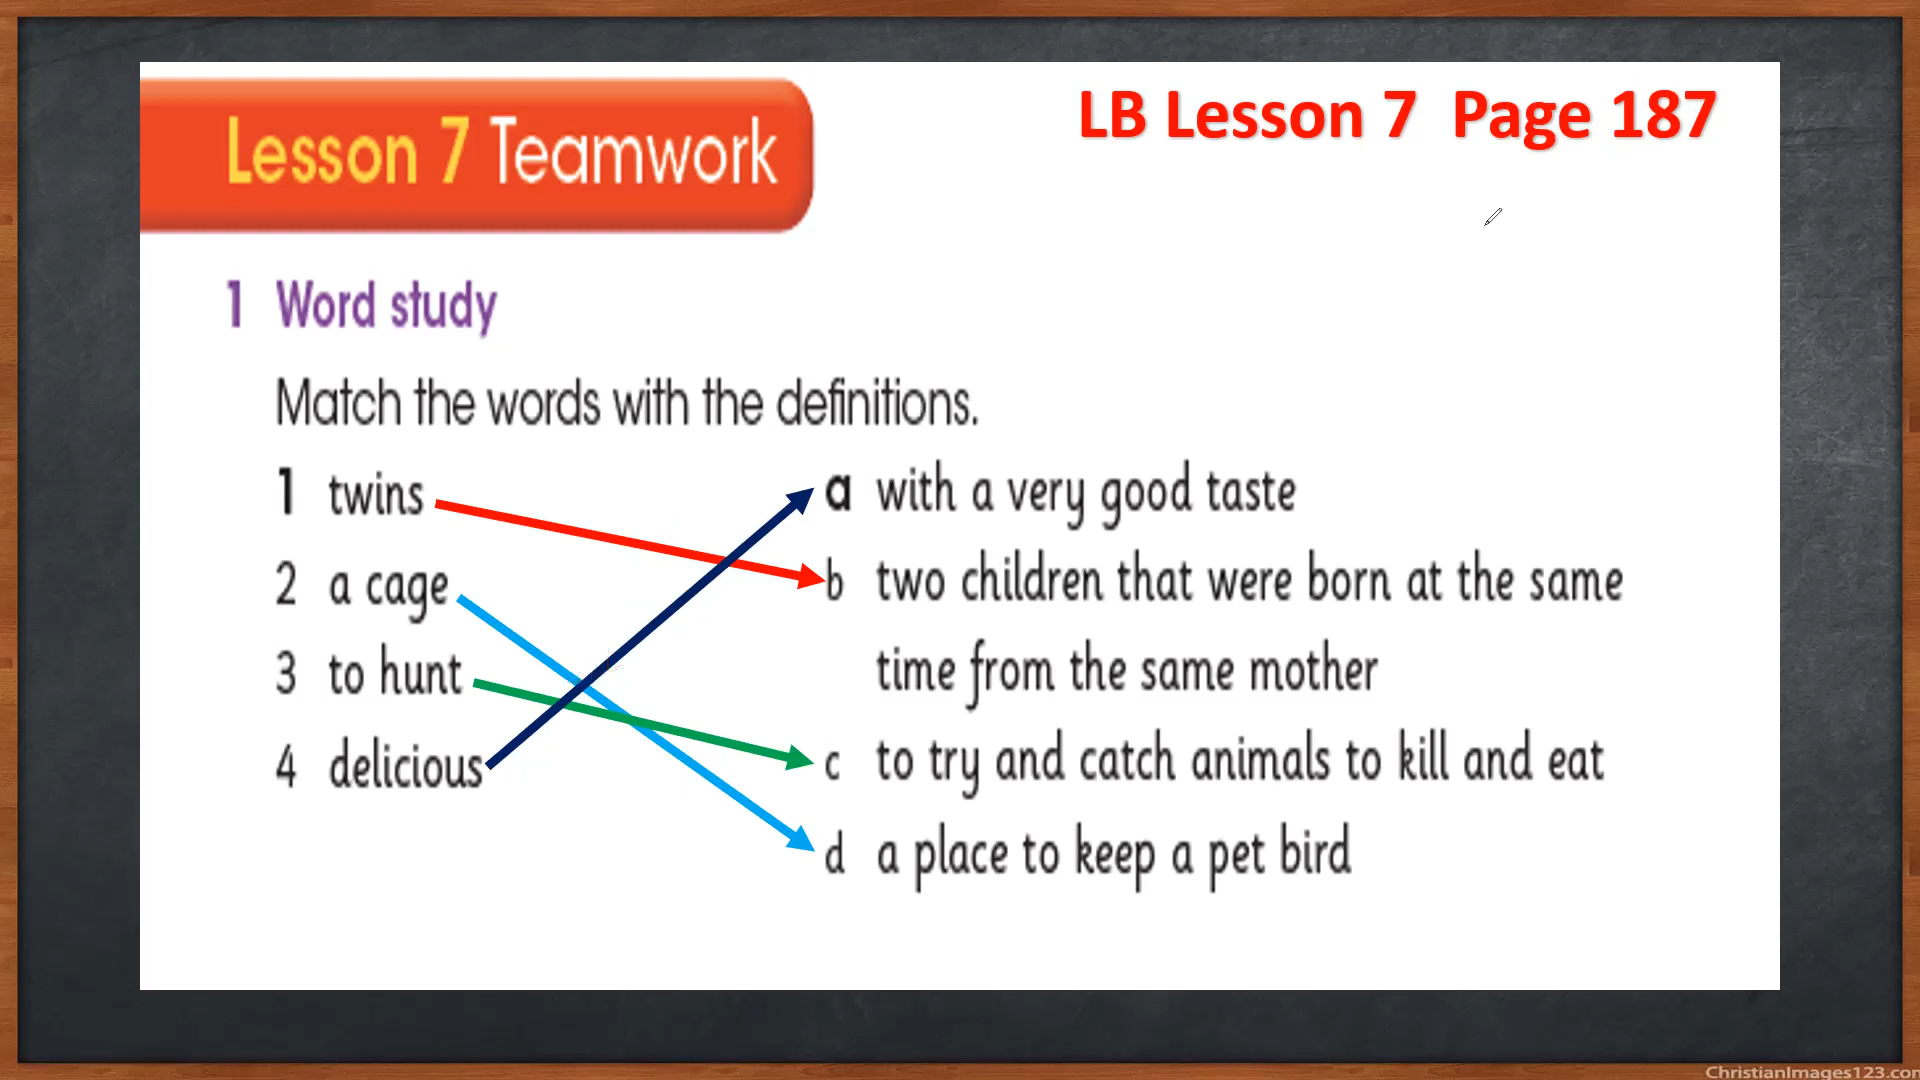 Lesson 7 Teamwork
LB Lesson 7 Page 187
1 Word study
Match the words with the definitions.
1 twins
2 a cage
3 to hunt
4 delicious
a with a very good taste
b two children that were born at the same
time from the same mother
c to try and catch animals to kill and eat
d a place to keep a pet bird
ChristianImages123.com